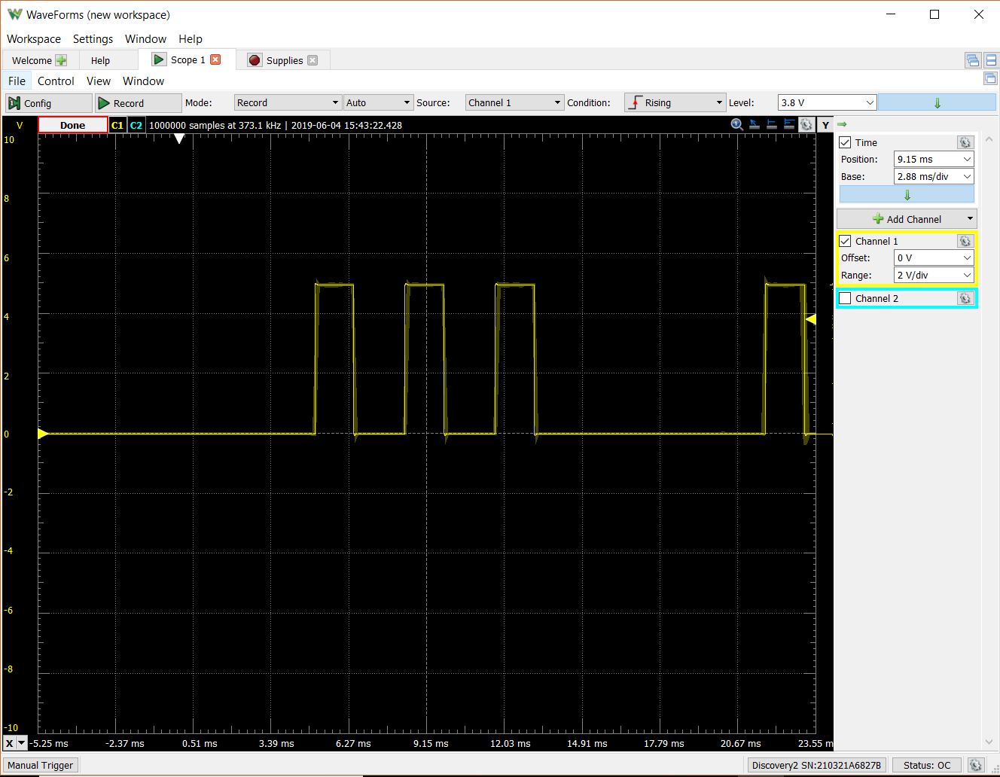 WaveForms (new workspace)
Workspace Settings Window Help
Welcome Help Scope 1 Supplies
File Control View Window
Config Record Mode: Record Auto Source: Channel 1 Condition: Rising Level: 3.8 V
V Done C1 C2 1000000 samples at 373.1 kHz | 2019-06-04 15:43:22.428 Y
10
8
6
4
2
0
-2
-4
-6
-8
-10
X -5.25 ms -2.37 ms 0.51 ms 3.39 ms 6.27 ms 9.15 ms 12.03 ms 14.91 ms 17.79 ms 20.67 ms 23.55 m
Time
Position: 9.15 ms
Base: 2.88 ms/div
Add Channel
Channel 1
Offset: 0 V
Range: 2 V/div
Channel 2
Manual Trigger Discovery2 SN:210321A6827B Status: OC